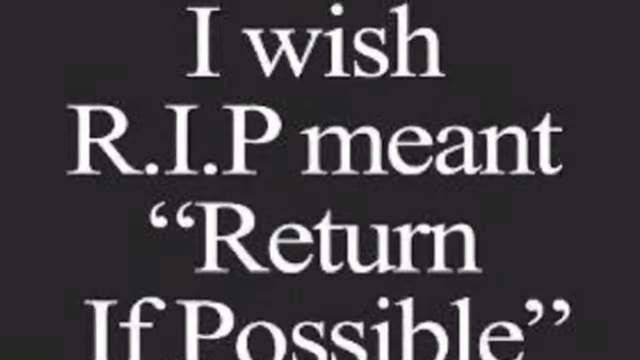 I wish
R.I.P meant
“Return
If Possible”